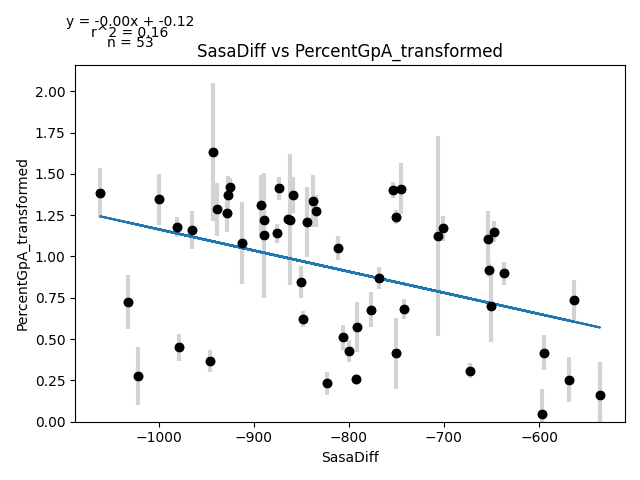 y = -0.00x + -0.12
r^2 = 0.16
n = 53
SasaDiff vs PercentGpA_transformed
PercentGpA_transformed
2.00
1.75
1.50
1.25
1.00
0.75
0.50
0.25
0.00
−1000
−900
−800
−700
−600
SasaDiff